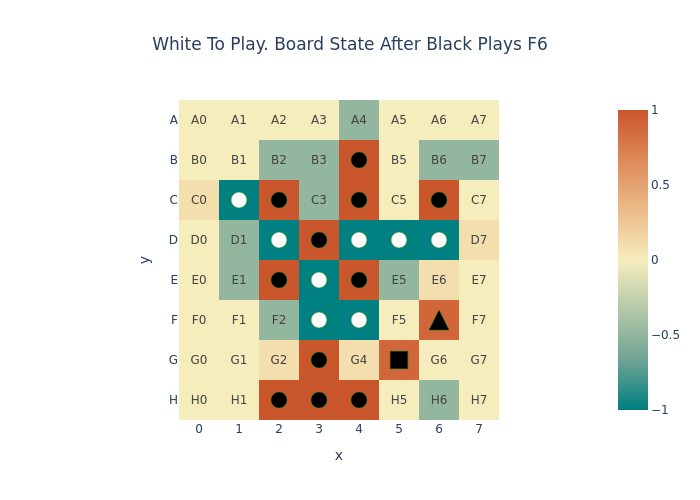 White To Play. Board State After Black Plays F6
A A0 A1 A2 A3 A4 A5 A6 A7
B B0 B1 B2 B3 B5 B6 B7
C C0 C3 C5 C7
D D0 D1 D7
E E0 E1 E5 E6 E7
F F0 F1 F2 F5 F7
G G0 G1 G2 G4 G6 G7
H H0 H1 H5 H6 H7
0 1 2 3 4 5 6 7
x
y
1
0.5
0
−0.5
−1